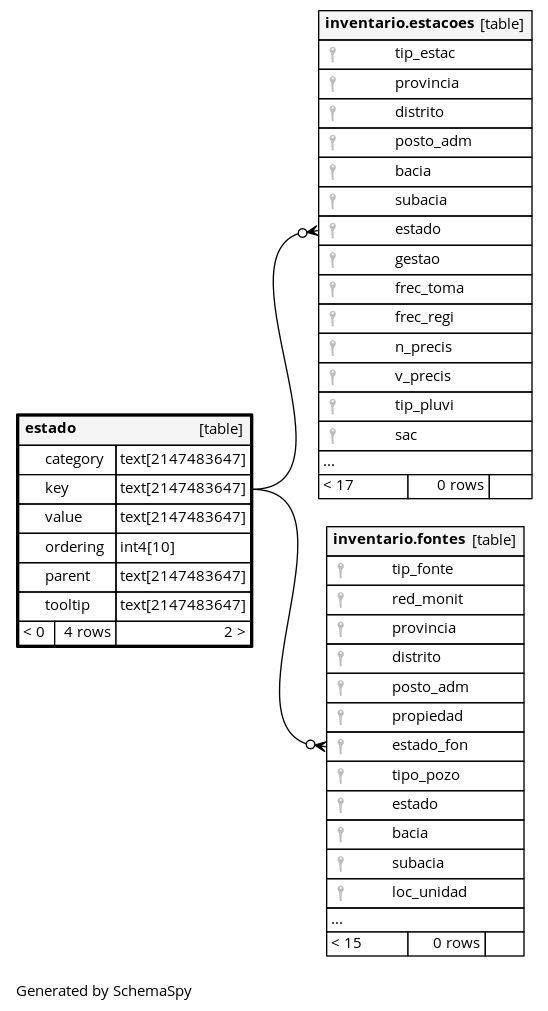 inventario.estacoes [table]
tip_estac
provincia
distrito
posto_adm
bacia
subacia
estado
gestao
frec_toma
frec_regi
n_precis
v_precis
tip_pluvi
sac
...
< 17 0 rows
estado [table]
category text[2147483647]
key text[2147483647]
value text[2147483647]
ordering int4[10]
parent text[2147483647]
tooltip text[2147483647]
< 0 4 rows 2 >
inventario.fontes [table]
tip_fonte
red_monit
provincia
distrito
posto_adm
propiedad
estado_fon
tipo_pozo
estado
bacia
subacia
loc_unidad
...
< 15 0 rows
Generated by SchemaSpy